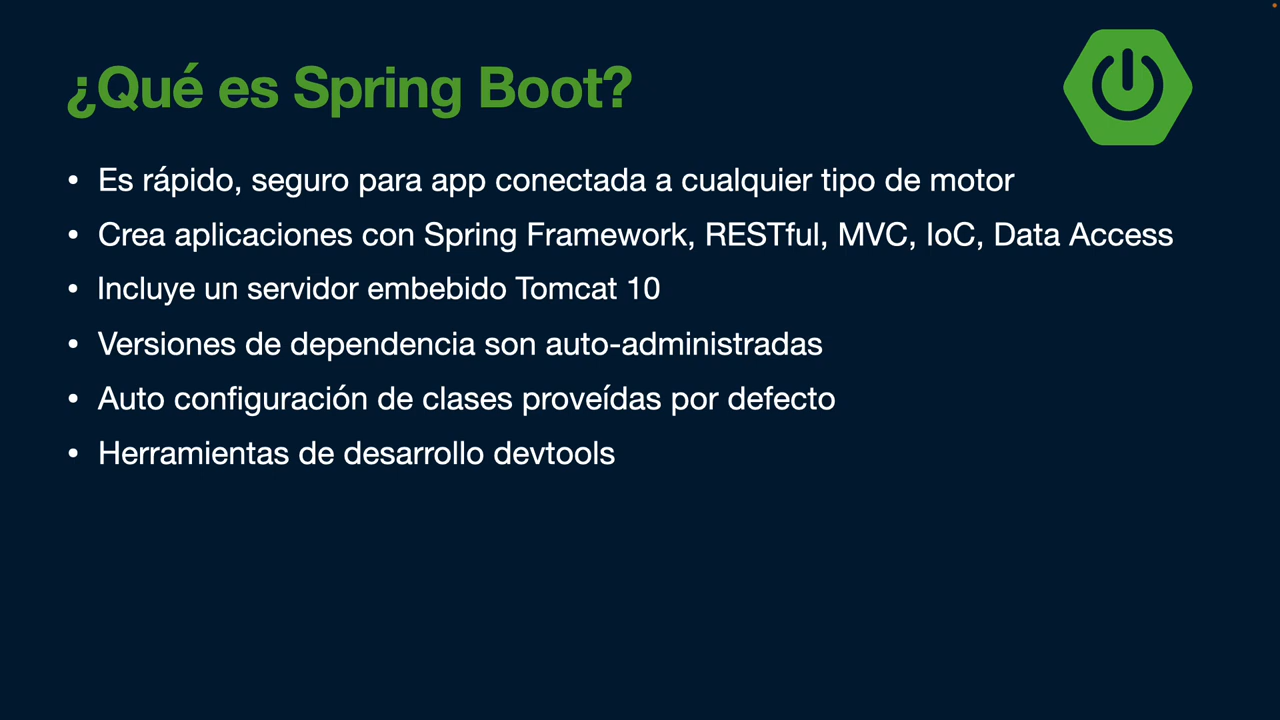 ¿Qué es Spring Boot?
• Es rápido, seguro para app conectada a cualquier tipo de motor
• Crea aplicaciones con Spring Framework, RESTful, MVC, IoC, Data Access
• Incluye un servidor embebido Tomcat 10
• Versiones de dependencia son auto-administradas
• Auto configuración de clases proveídas por defecto
• Herramientas de desarrollo devtools